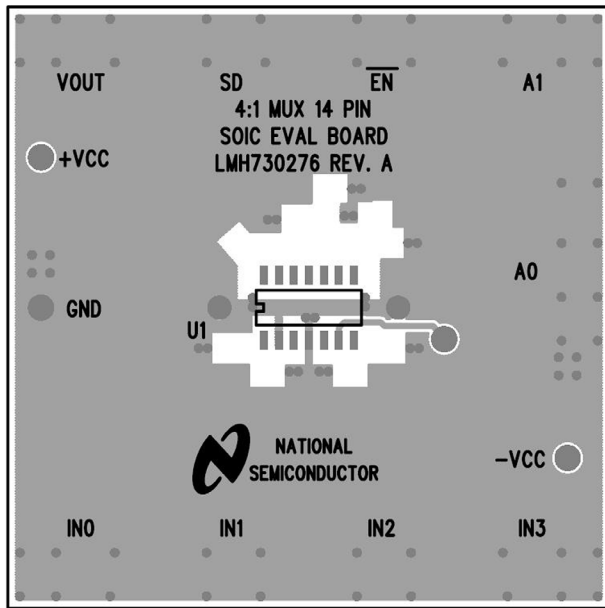 VOUT SD EN A1
4:1 MUX 14 PIN
SOIC EVAL BOARD
LMH730276 REV. A
+VCC
A0
GND
U1
NATIONAL
SEMICONDUCTOR
-VCC
IN0 IN1 IN2 IN3